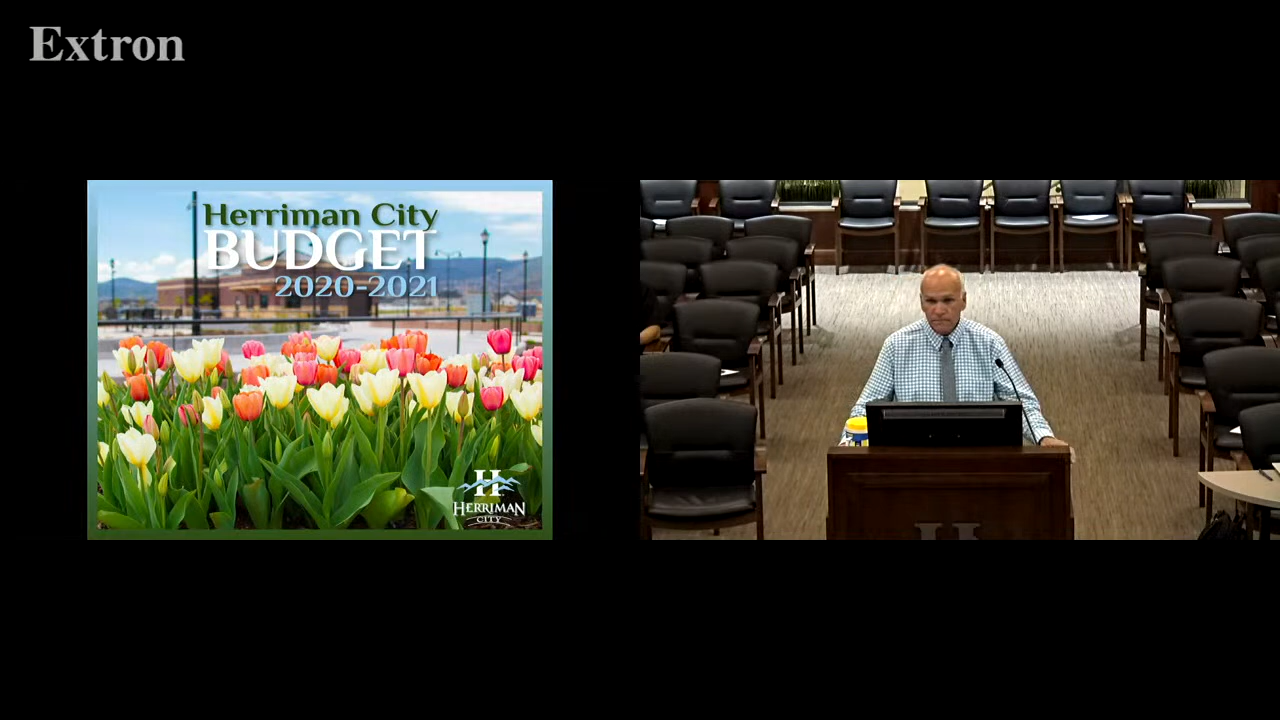 Extron
Herriman City
BUDGET
2020-2021
H
HERRIMAN
CITY
H